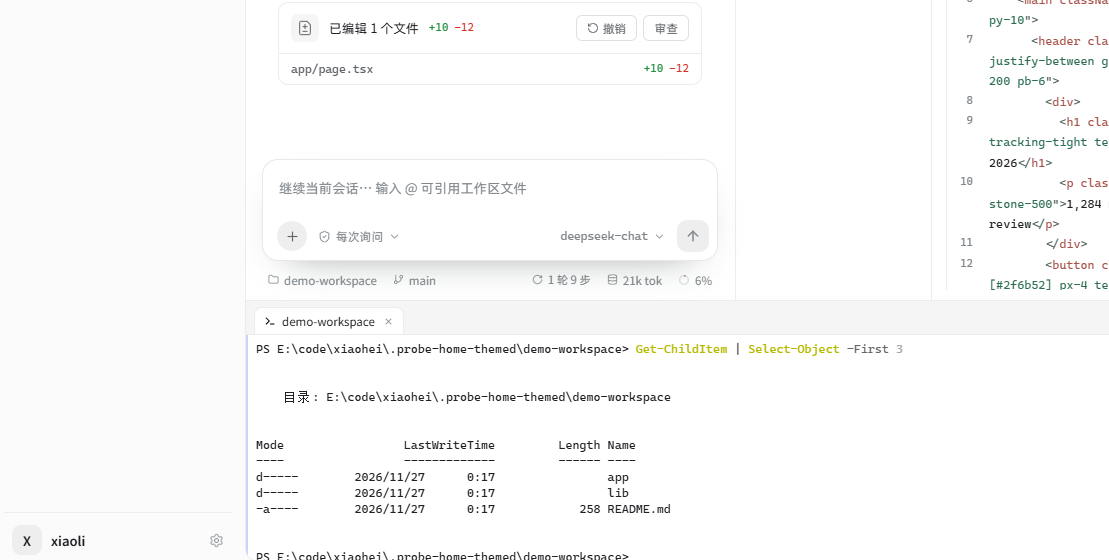 已编辑 1 个文件 +10 -12 撤销 审查
app/page.tsx +10 -12
继续当前会话… 输入 @ 可引用工作区文件
每次询问 deepseek-chat
demo-workspace main 1 轮 9 步 21k tok 6%
py-10">
7 <header cla
justify-between g
200 pb-6">
8 <div>
9 <h1 cla
tracking-tight te
2026</h1>
10 <p clas
stone-500">1,284
review</p>
11 </div>
12 <button c
[#2f6b52] px-4 te
demo-workspace ×
PS E:\code\xiaohei\.probe-home-themed\demo-workspace> Get-ChildItem | Select-Object -First 3
目录: E:\code\xiaohei\.probe-home-themed\demo-workspace
Mode LastWriteTime Length Name
---- ------------- ------ ----
d----- 2026/11/27 0:17 app
d----- 2026/11/27 0:17 lib
-a---- 2026/11/27 0:17 258 README.md
PS E:\code\xiaohei\.probe-home-themed\demo-workspace>
X xiaoli